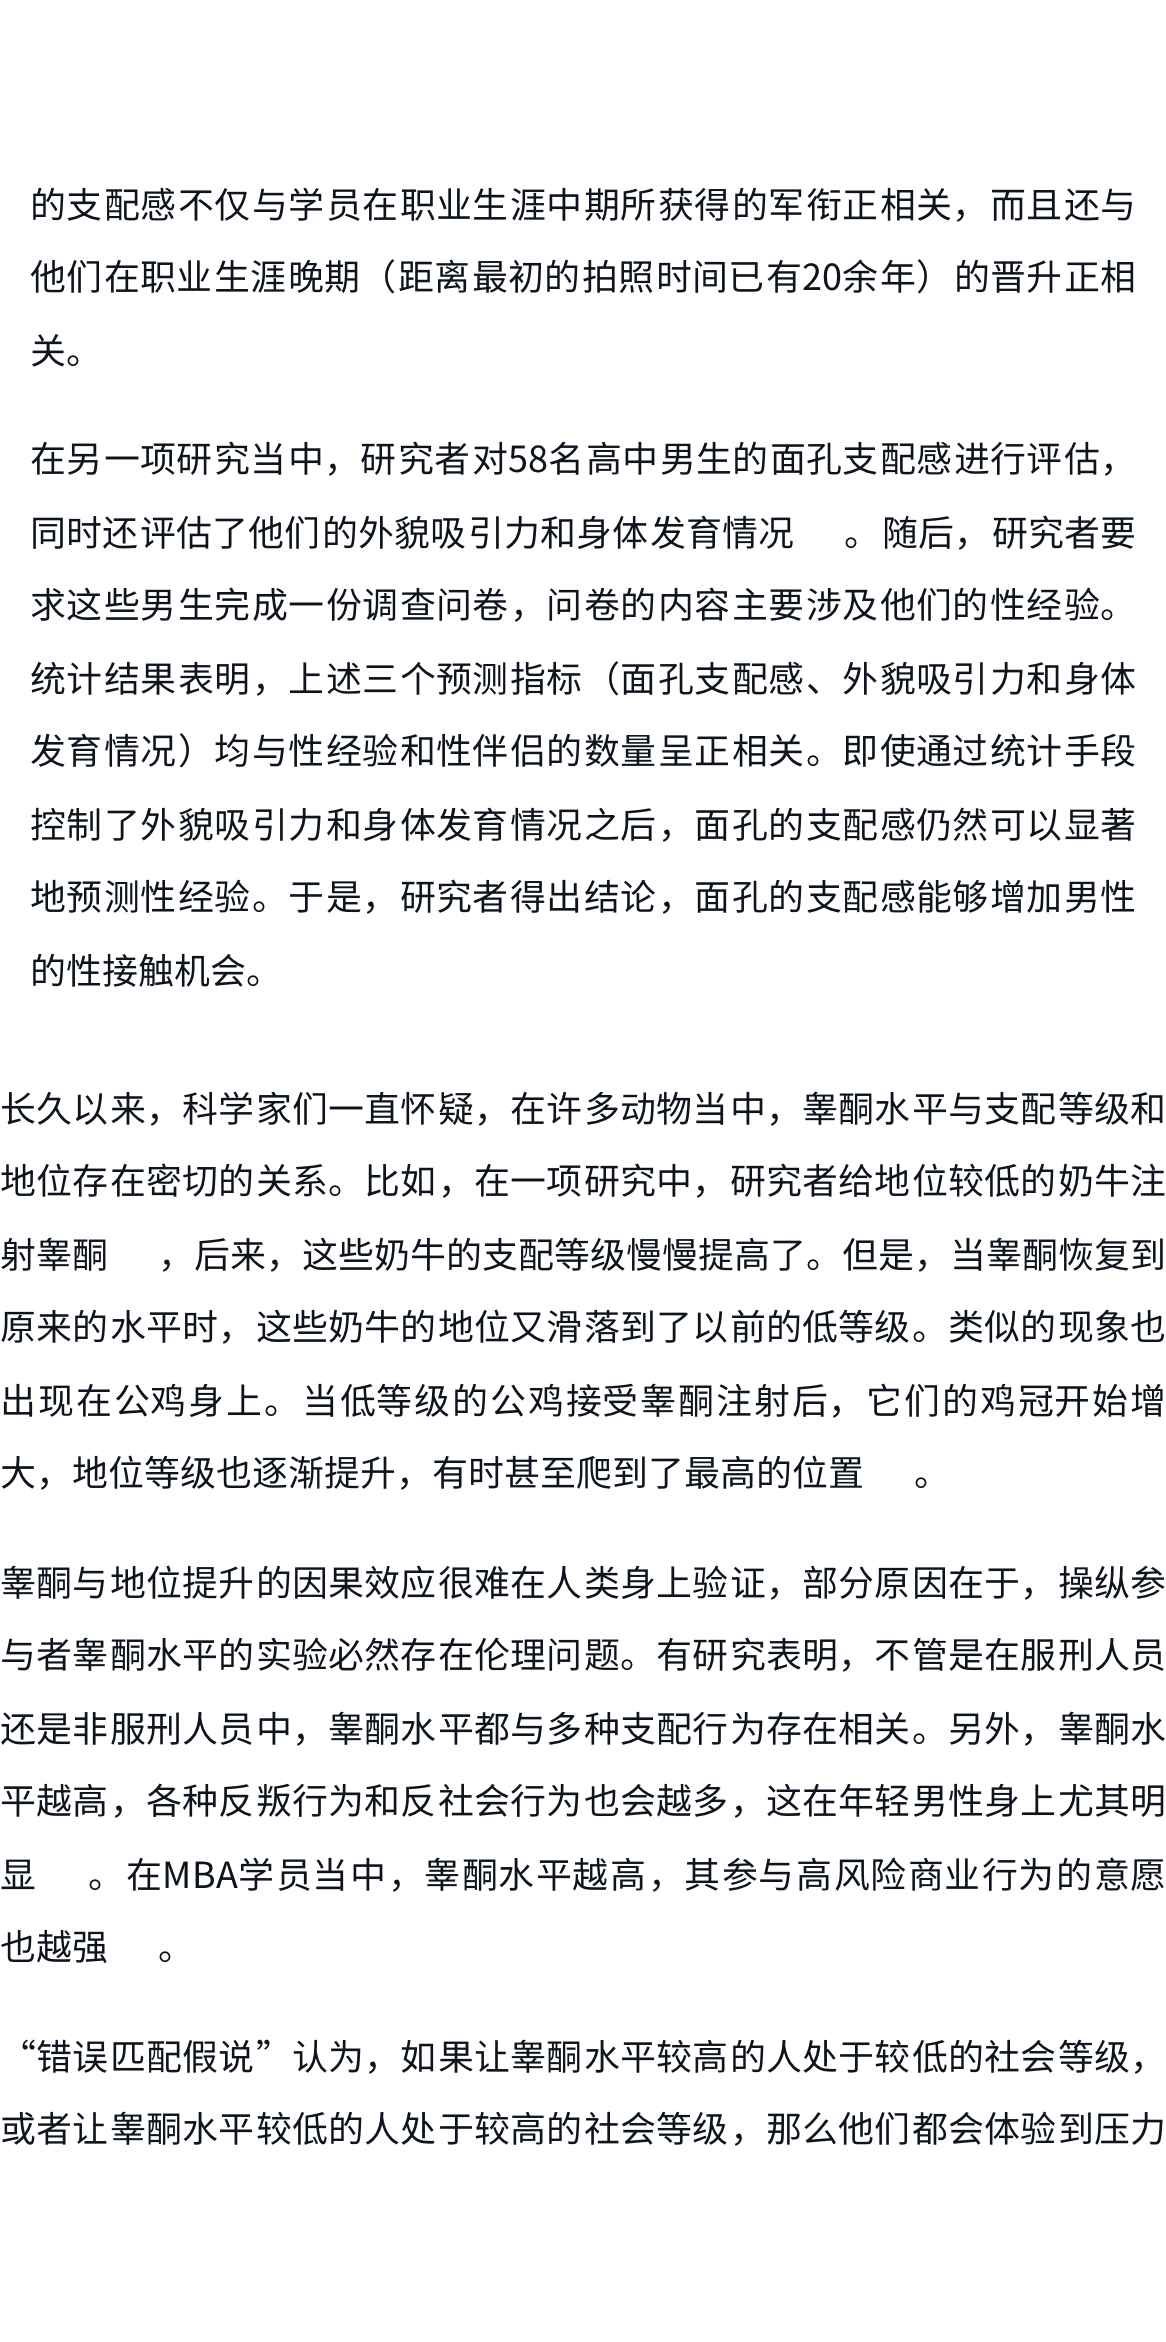 的支配感不仅与学员在职业生涯中期所获得的军衔正相关，而且还与
他们在职业生涯晚期（距离最初的拍照时间已有20余年）的晋升正相
关。
在另一项研究当中，研究者对58名高中男生的面孔支配感进行评估，
同时还评估了他们的外貌吸引力和身体发育情况 。随后，研究者要
求这些男生完成一份调查问卷，问卷的内容主要涉及他们的性经验。
统计结果表明，上述三个预测指标（面孔支配感、外貌吸引力和身体
发育情况）均与性经验和性伴侣的数量呈正相关。即使通过统计手段
控制了外貌吸引力和身体发育情况之后，面孔的支配感仍然可以显著
地预测性经验。于是，研究者得出结论，面孔的支配感能够增加男性
的性接触机会。
长久以来，科学家们一直怀疑，在许多动物当中，睾酮水平与支配等级和
地位存在密切的关系。比如，在一项研究中，研究者给地位较低的奶牛注
射睾酮 ，后来，这些奶牛的支配等级慢慢提高了。但是，当睾酮恢复到
原来的水平时，这些奶牛的地位又滑落到了以前的低等级。类似的现象也
出现在公鸡身上。当低等级的公鸡接受睾酮注射后，它们的鸡冠开始增
大，地位等级也逐渐提升，有时甚至爬到了最高的位置 。
睾酮与地位提升的因果效应很难在人类身上验证，部分原因在于，操纵参
与者睾酮水平的实验必然存在伦理问题。有研究表明，不管是在服刑人员
还是非服刑人员中，睾酮水平都与多种支配行为存在相关。另外，睾酮水
平越高，各种反叛行为和反社会行为也会越多，这在年轻男性身上尤其明
显 。在MBA学员当中，睾酮水平越高，其参与高风险商业行为的意愿
也越强 。
“错误匹配假说”认为，如果让睾酮水平较高的人处于较低的社会等级，
或者让睾酮水平较低的人处于较高的社会等级，那么他们都会体验到压力